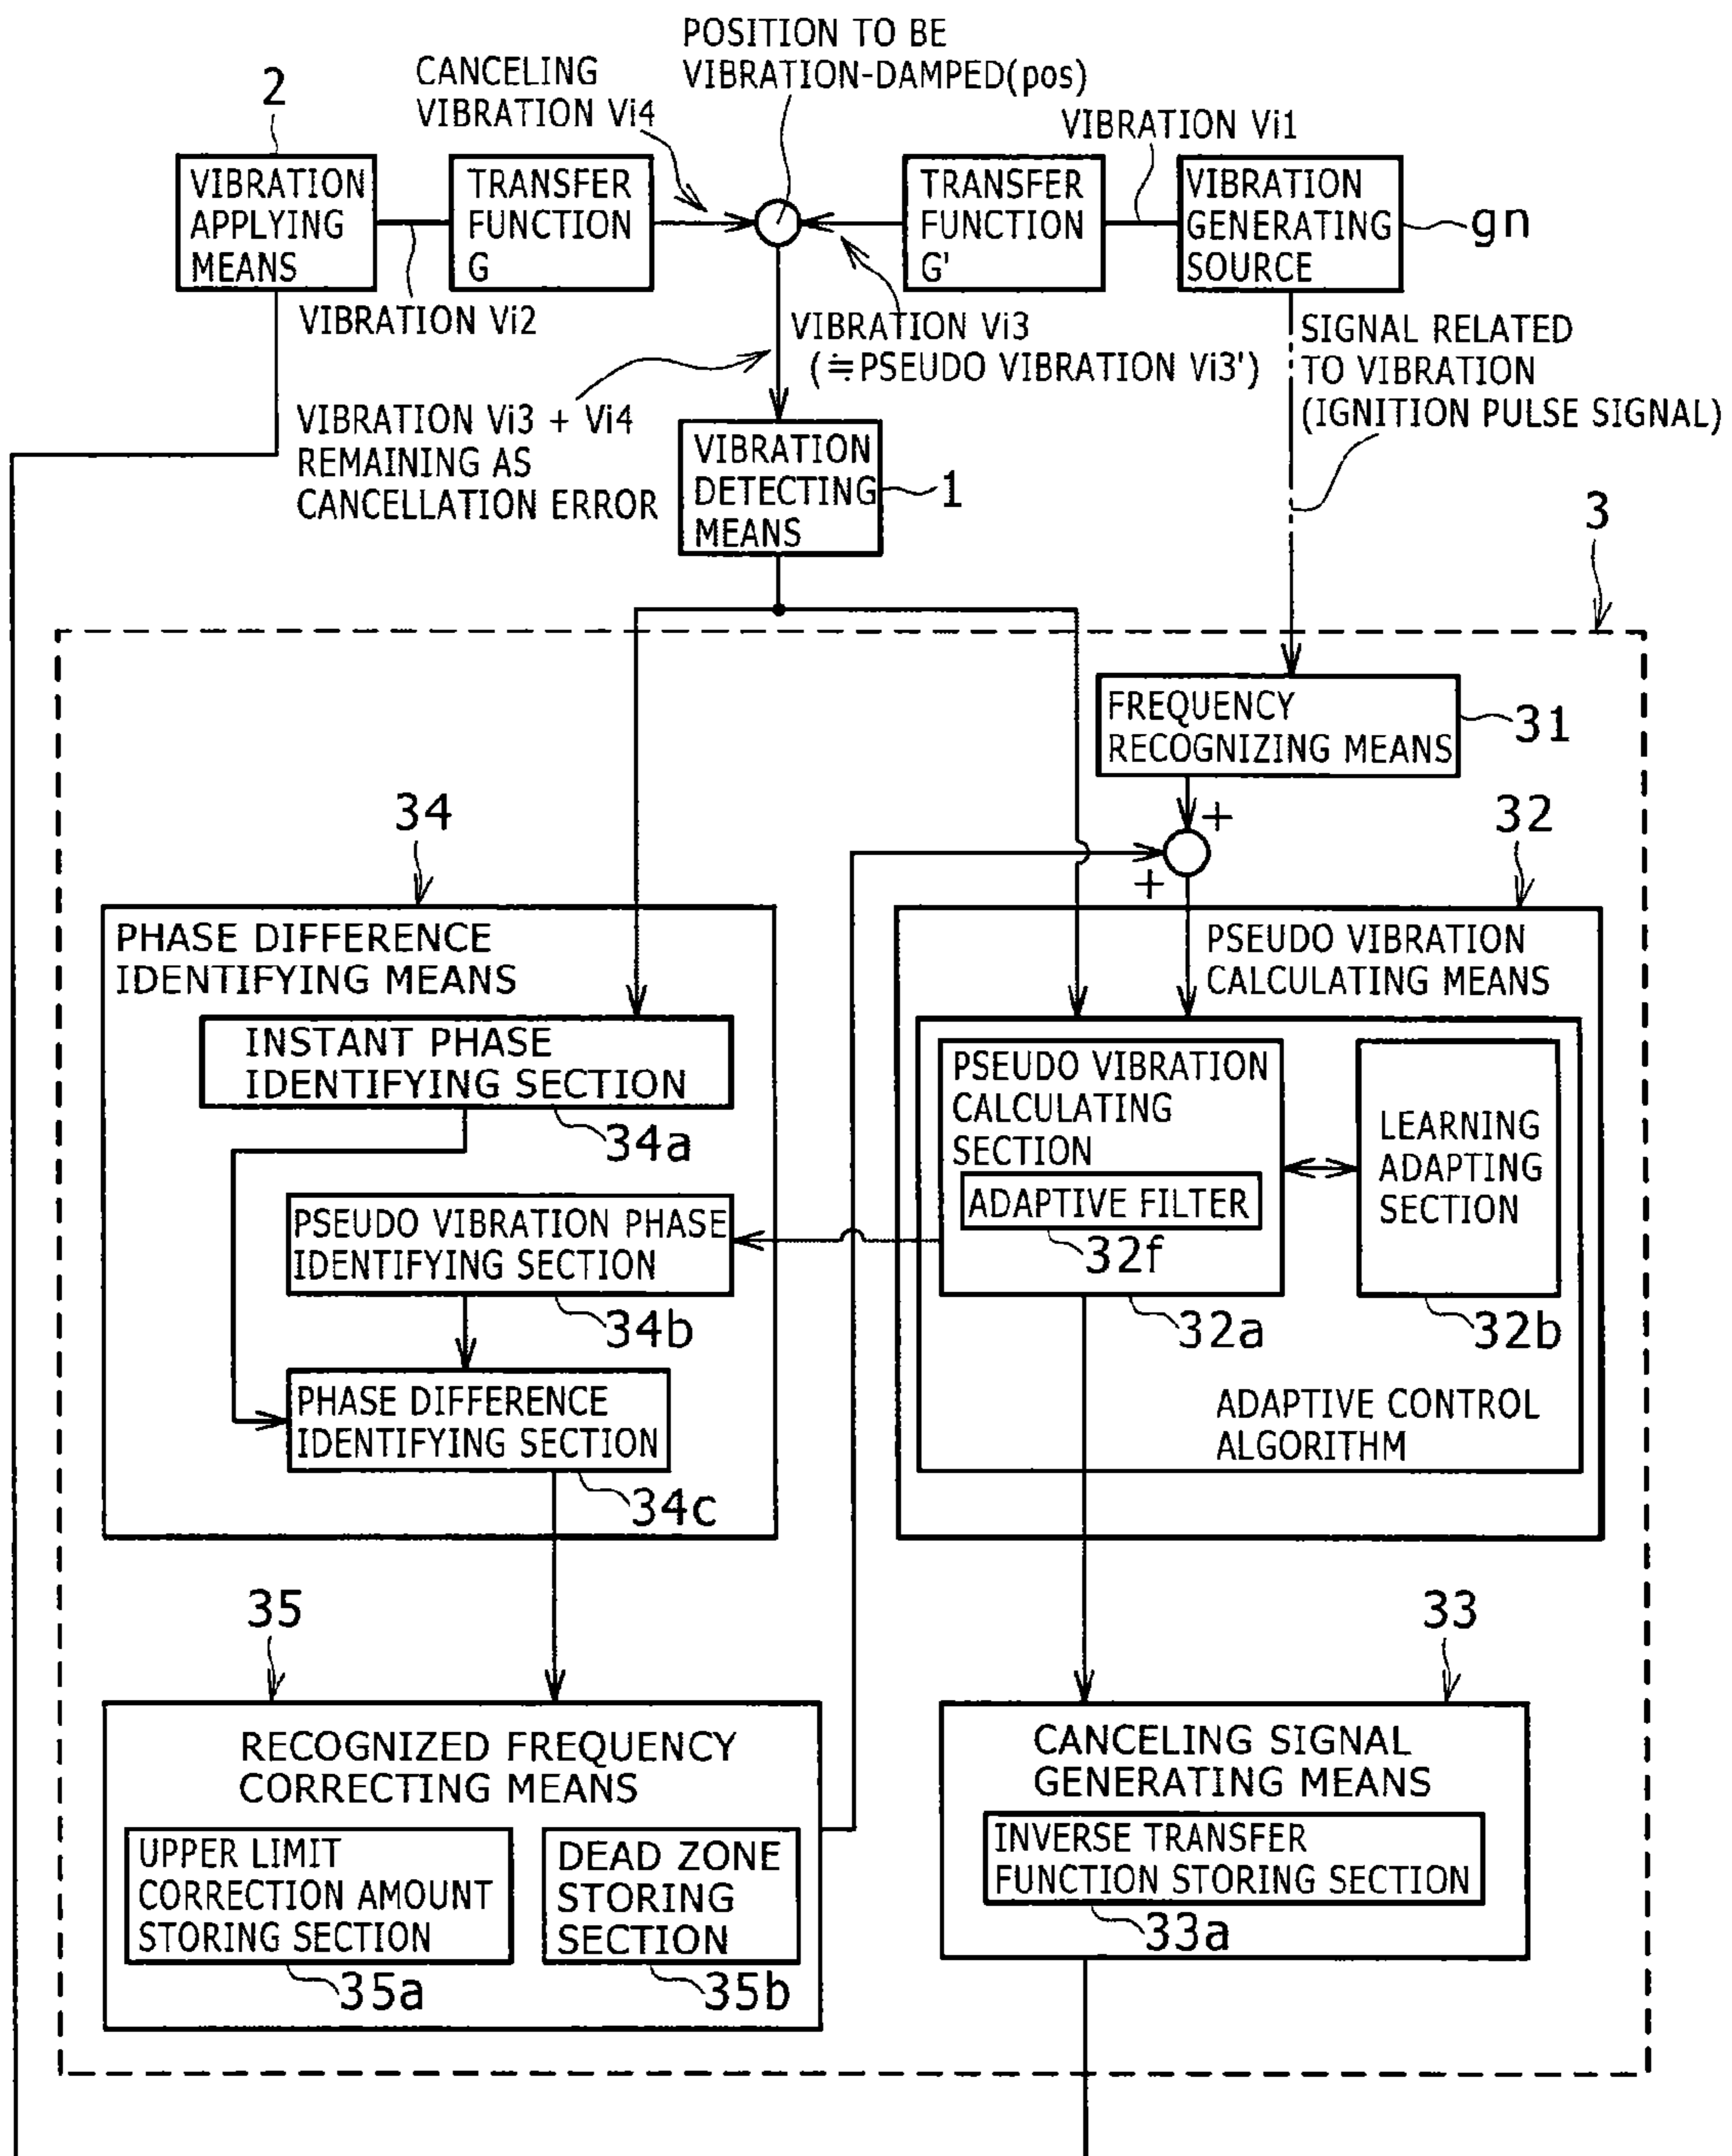 POSITION TO BE
VIBRATION-DAMPED(pos)
CANCELING
VIBRATION Vi4
2
VIBRATION Vi1
VIBRATION
APPLYING
MEANS
TRANSFER
FUNCTION
G
TRANSFER
FUNCTION
G'
VIBRATION
GENERATING
SOURCE
gn
VIBRATION Vi2
VIBRATION Vi3
(≒PSEUDO VIBRATION Vi3')
SIGNAL RELATED
TO VIBRATION
(IGNITION PULSE SIGNAL)
VIBRATION Vi3 + Vi4
REMAINING AS
CANCELLATION ERROR
VIBRATION
DETECTING
MEANS
1
3
FREQUENCY
RECOGNIZING MEANS
31
+
+
34
32
PHASE DIFFERENCE
IDENTIFYING MEANS
PSEUDO VIBRATION
CALCULATING MEANS
INSTANT PHASE
IDENTIFYING SECTION
34a
PSEUDO VIBRATION
CALCULATING
SECTION
ADAPTIVE FILTER
32f
32a
LEARNING
ADAPTING
SECTION
32b
PSEUDO VIBRATION PHASE
IDENTIFYING SECTION
34b
PHASE DIFFERENCE
IDENTIFYING SECTION
34c
ADAPTIVE CONTROL
ALGORITHM
35
33
RECOGNIZED FREQUENCY
CORRECTING MEANS
UPPER LIMIT
CORRECTION AMOUNT
STORING SECTION
35a
DEAD ZONE
STORING
SECTION
35b
CANCELING SIGNAL
GENERATING MEANS
INVERSE TRANSFER
FUNCTION STORING SECTION
33a